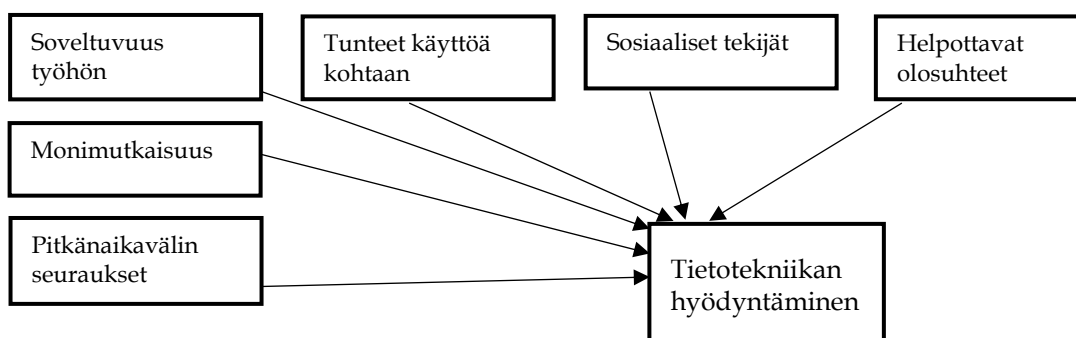 Soveltuvuus
työhön
Tunteet käyttöä
kohtaan
Sosiaaliset tekijät
Helpottavat
olosuhteet
Monimutkaisuus
Pitkänaikavälin
seuraukset
Tietotekniikan
hyödyntäminen